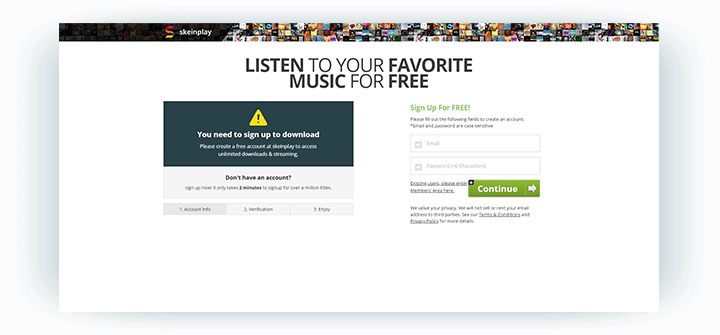 skeinplay
LISTEN TO YOUR FAVORITE
MUSIC FOR FREE
You need to sign up to download
Please create a free account at skeinplay to access
unlimited downloads & streaming.
Don't have an account?
sign up now! it only takes 2 minutes to signup for over a million titles.
1. Account Info
2. Verification
3. Enjoy
Sign Up For FREE!
Please fill out the following fields to create an account:
*Email and password are case sensitive
Email
Password (+6 Characters)
Existing users, please enter
Members' Area here.
Continue
We value your privacy. We will not sell or rent your email
address to third parties. See our Terms & Conditions and
Privacy Policy for more details.